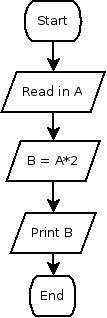 Start
Read in A
B = A*2
Print B
End